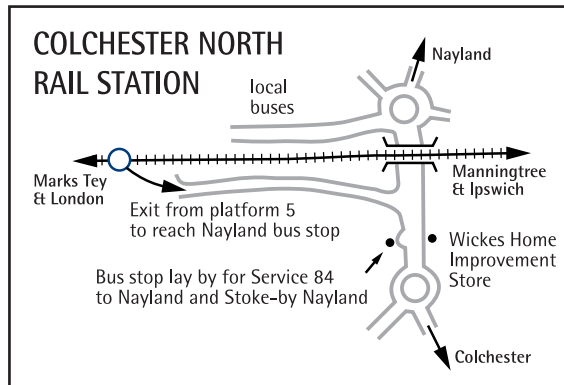 COLCHESTER NORTH
RAIL STATION
Nayland
local
buses
Marks Tey
& London
Manningtree
& Ipswich
Exit from platform 5
to reach Nayland bus stop
Wickes Home
Improvement
Store
Bus stop lay by for Service 84
to Nayland and Stoke-by Nayland
Colchester